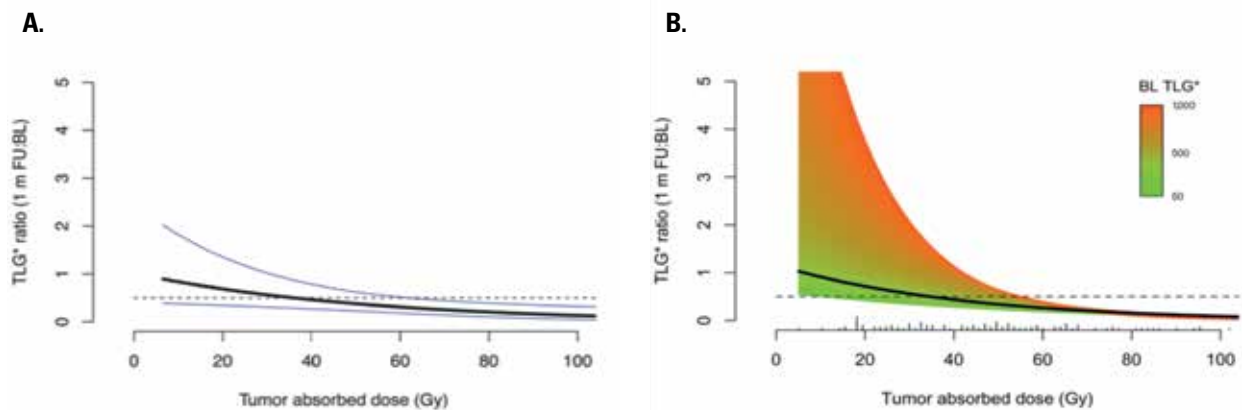 A.
B.
5
4
3
2
1
0
TLG* ratio (1 m FU:BL)
0 20 40 60 80 100
Tumor absorbed dose (Gy)
5
4
3
2
1
0
TLG* ratio (1 m FU:BL)
BL TLG*
1200
500
50
0 20 40 60 80 100
Tumor absorbed dose (Gy)